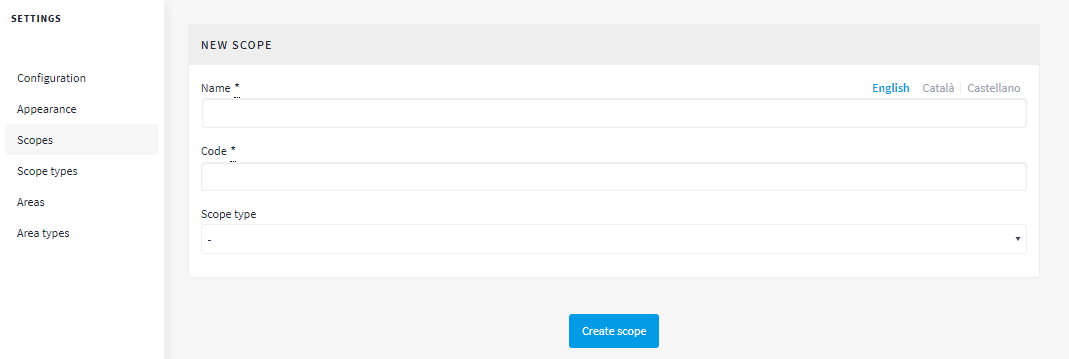 SETTINGS
Configuration
Appearance
Scopes
Scope types
Areas
Area types
NEW SCOPE
Name *
English Català Castellano
Code *
Scope type
-
Create scope